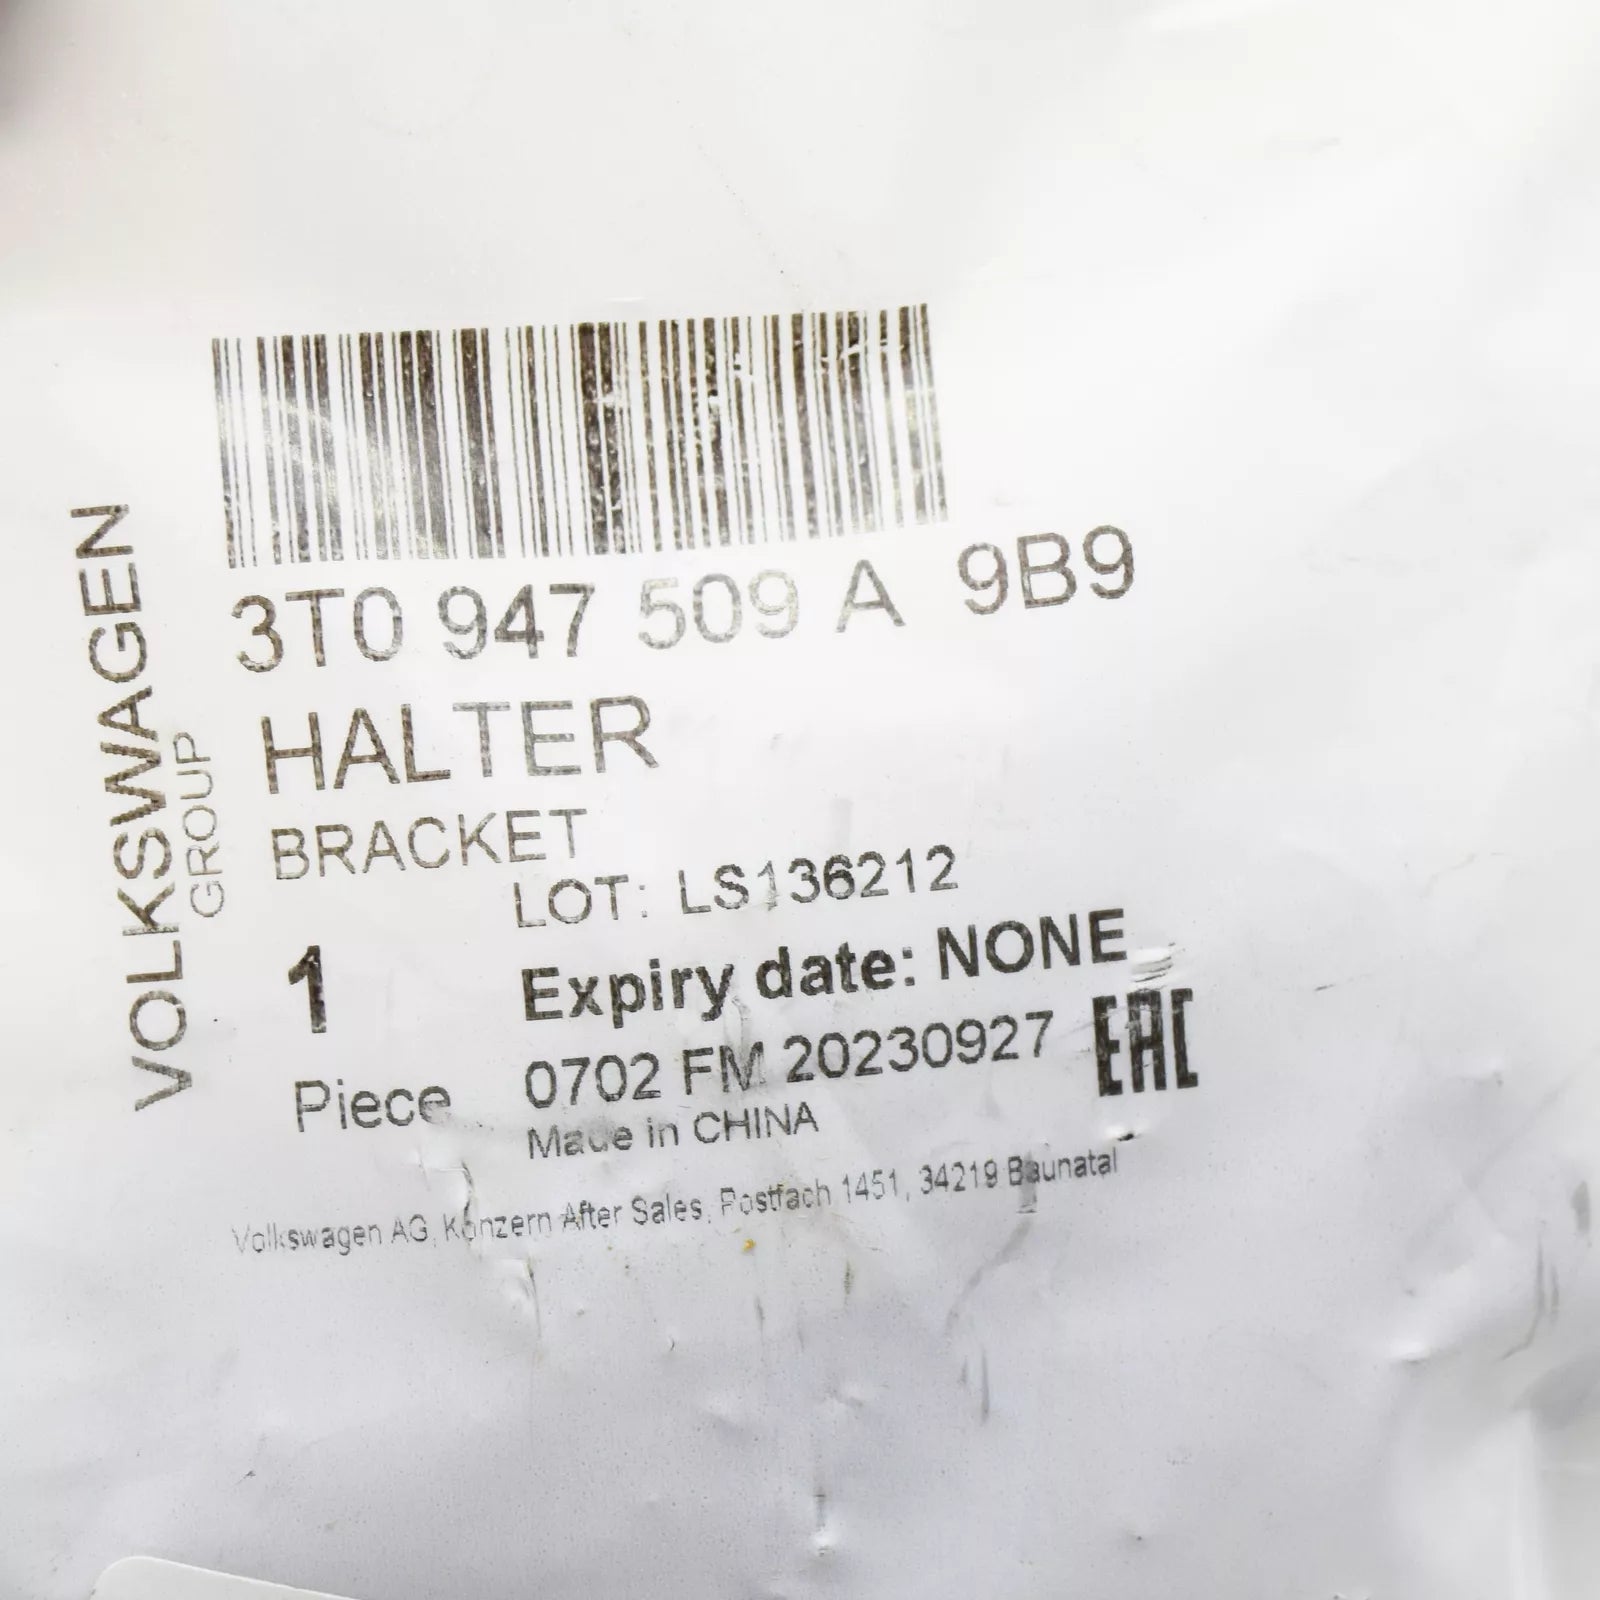 VOLKSWAGEN
GROUP
3T0 947 509 A 9B9
HALTER
BRACKET
LOT: LS136212
1
Expiry date: NONE
Piece
0702 FM 20230927
EAC
Made in CHINA
Volkswagen AG, Konzern After Sales, Postfach 1451, 34219 Baunatal